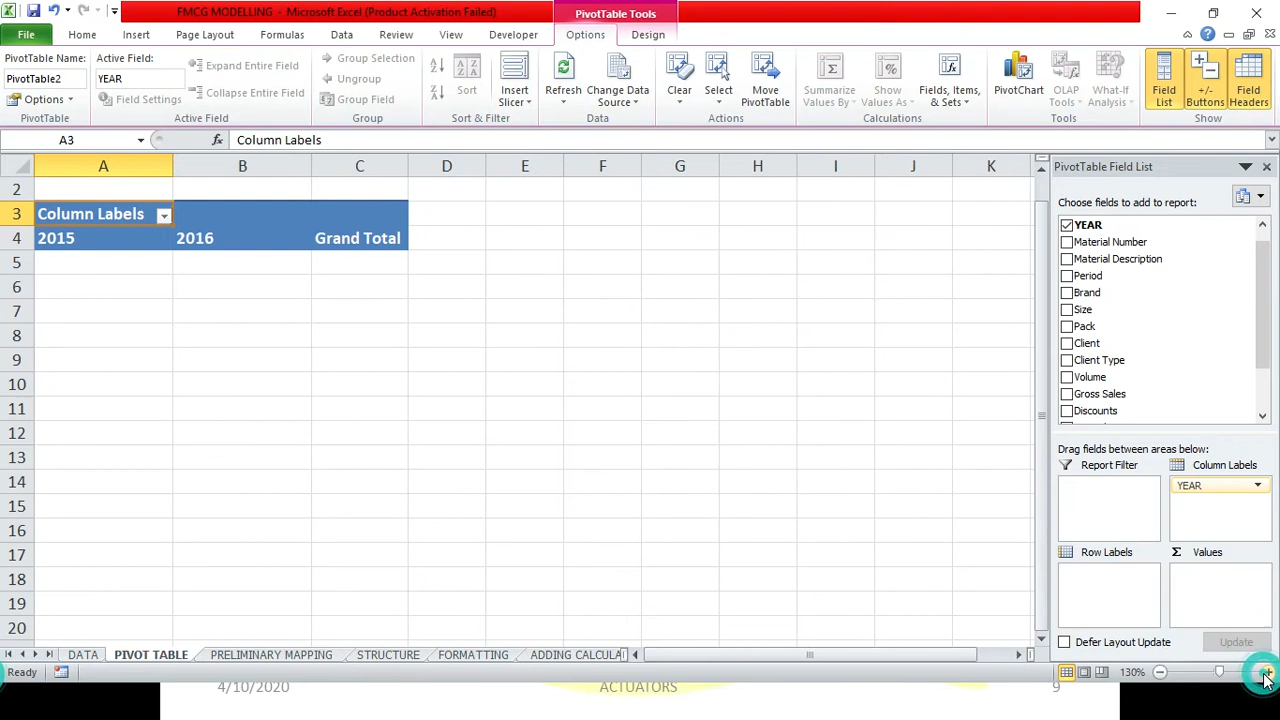 FMCG MODELLING - Microsoft Excel (Product Activation Failed)
PivotTable Tools
File Home Insert Page Layout Formulas Data Review View Developer Options Design
PivotTable Name: Active Field:
PivotTable2 YEAR
Options Field Settings
Expand Entire Field
Collapse Entire Field
Group Selection
Ungroup
Group Field
Sort
Insert Slicer
Refresh
Change Data Source
Clear
Select
Move PivotTable
Summarize Values By
Show Values As
Fields, Items, & Sets
PivotChart
OLAP Tools
What-If Analysis
Field List
+/- Buttons
Field Headers
PivotTable Active Field Group Sort & Filter Data Actions Calculations Tools Show
A3 fx Column Labels
A B C D E F G H I J K
2
3 Column Labels
4 2015 2016 Grand Total
5
6
7
8
9
10
11
12
13
14
15
16
17
18
19
20
PivotTable Field List
Choose fields to add to report:
YEAR
Material Number
Material Description
Period
Brand
Size
Pack
Client
Client Type
Volume
Gross Sales
Discounts
Drag fields between areas below:
Report Filter Column Labels
YEAR
Row Labels Σ Values
Defer Layout Update Update
DATA PIVOT TABLE PRELIMINARY MAPPING STRUCTURE FORMATTING ADDING CALCULA
Ready 130%
4/10/2020 ACTUATORS 9